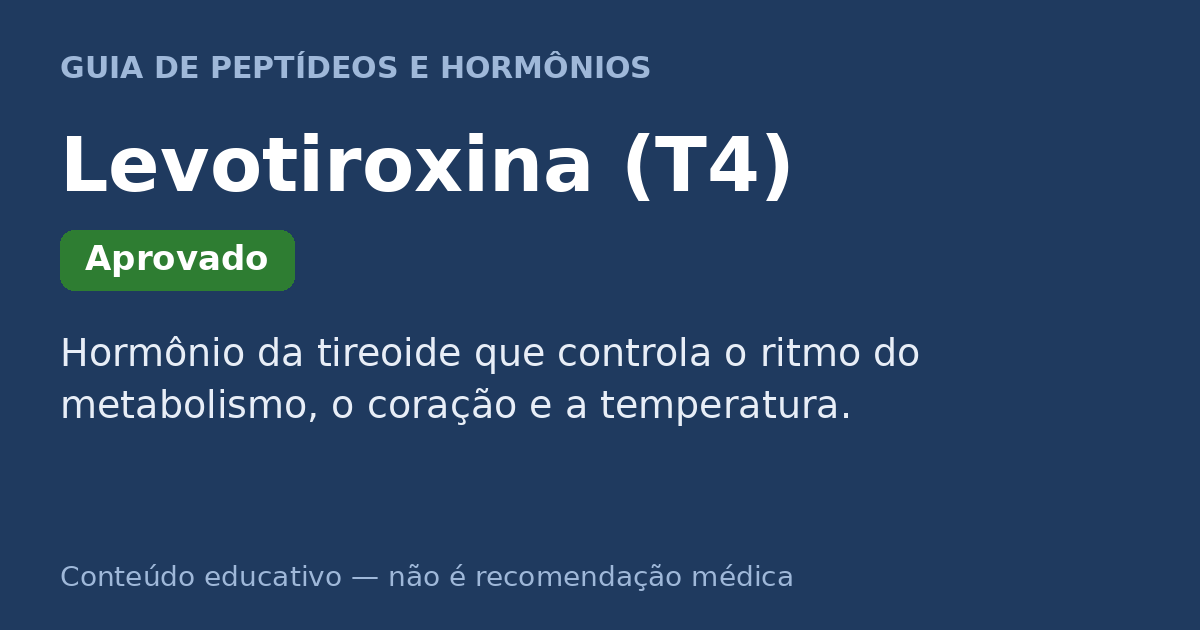 GUIA DE PEPTÍDEOS E HORMÔNIOS
Levotiroxina (T4)
Aprovado
Hormônio da tireoide que controla o ritmo do
metabolismo, o coração e a temperatura.
Conteúdo educativo — não é recomendação médica